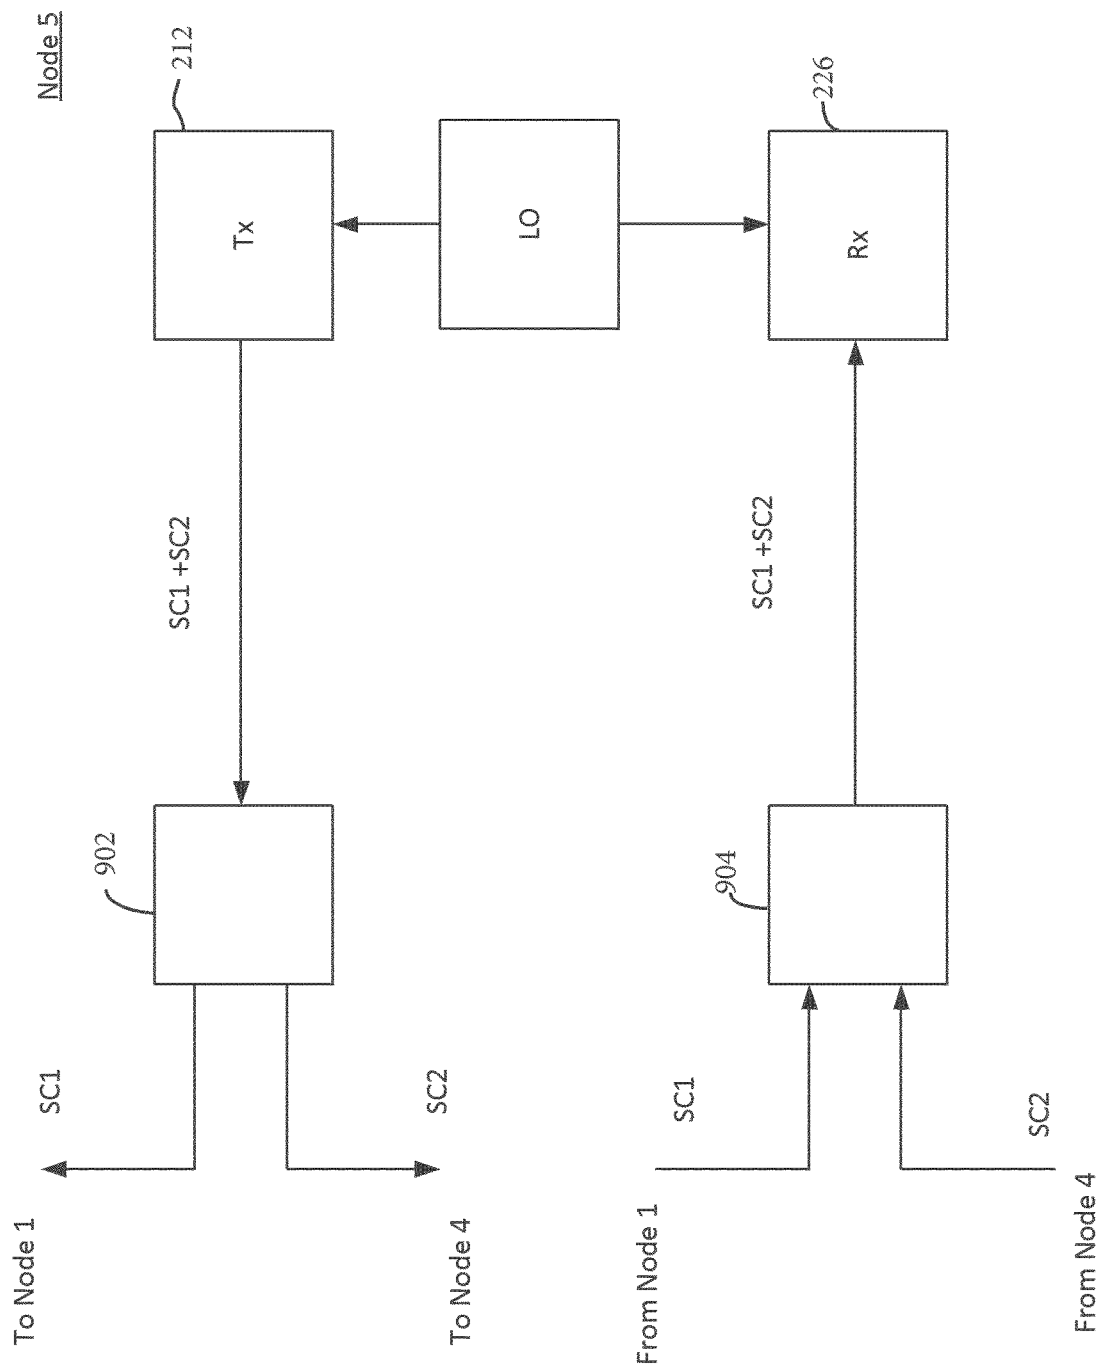 Node 5
212
Tx
LO
226
Rx
SC1 +SC2
SC1 +SC2
902
904
SC1
SC2
SC1
SC2
To Node 1
To Node 4
From Node 1
From Node 4